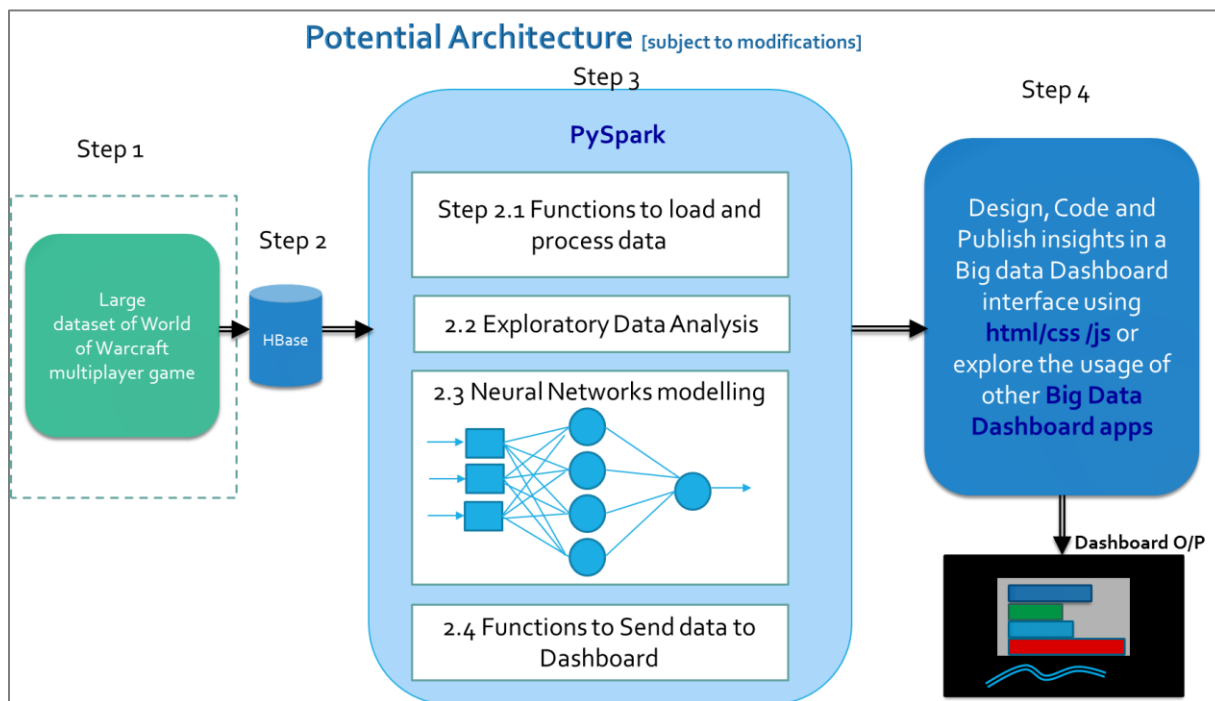 Potential Architecture [subject to modifications]
Step 1
Large
dataset of World
of Warcraft
multiplayer game
Step 2
HBase
Step 3
PySpark
Step 2.1 Functions to load and
process data
2.2 Exploratory Data Analysis
2.3 Neural Networks modelling
2.4 Functions to Send data to
Dashboard
Step 4
Design, Code and
Publish insights in a
Big data Dashboard
interface using
html/css /js or
explore the usage of
other Big Data
Dashboard apps
Dashboard O/P